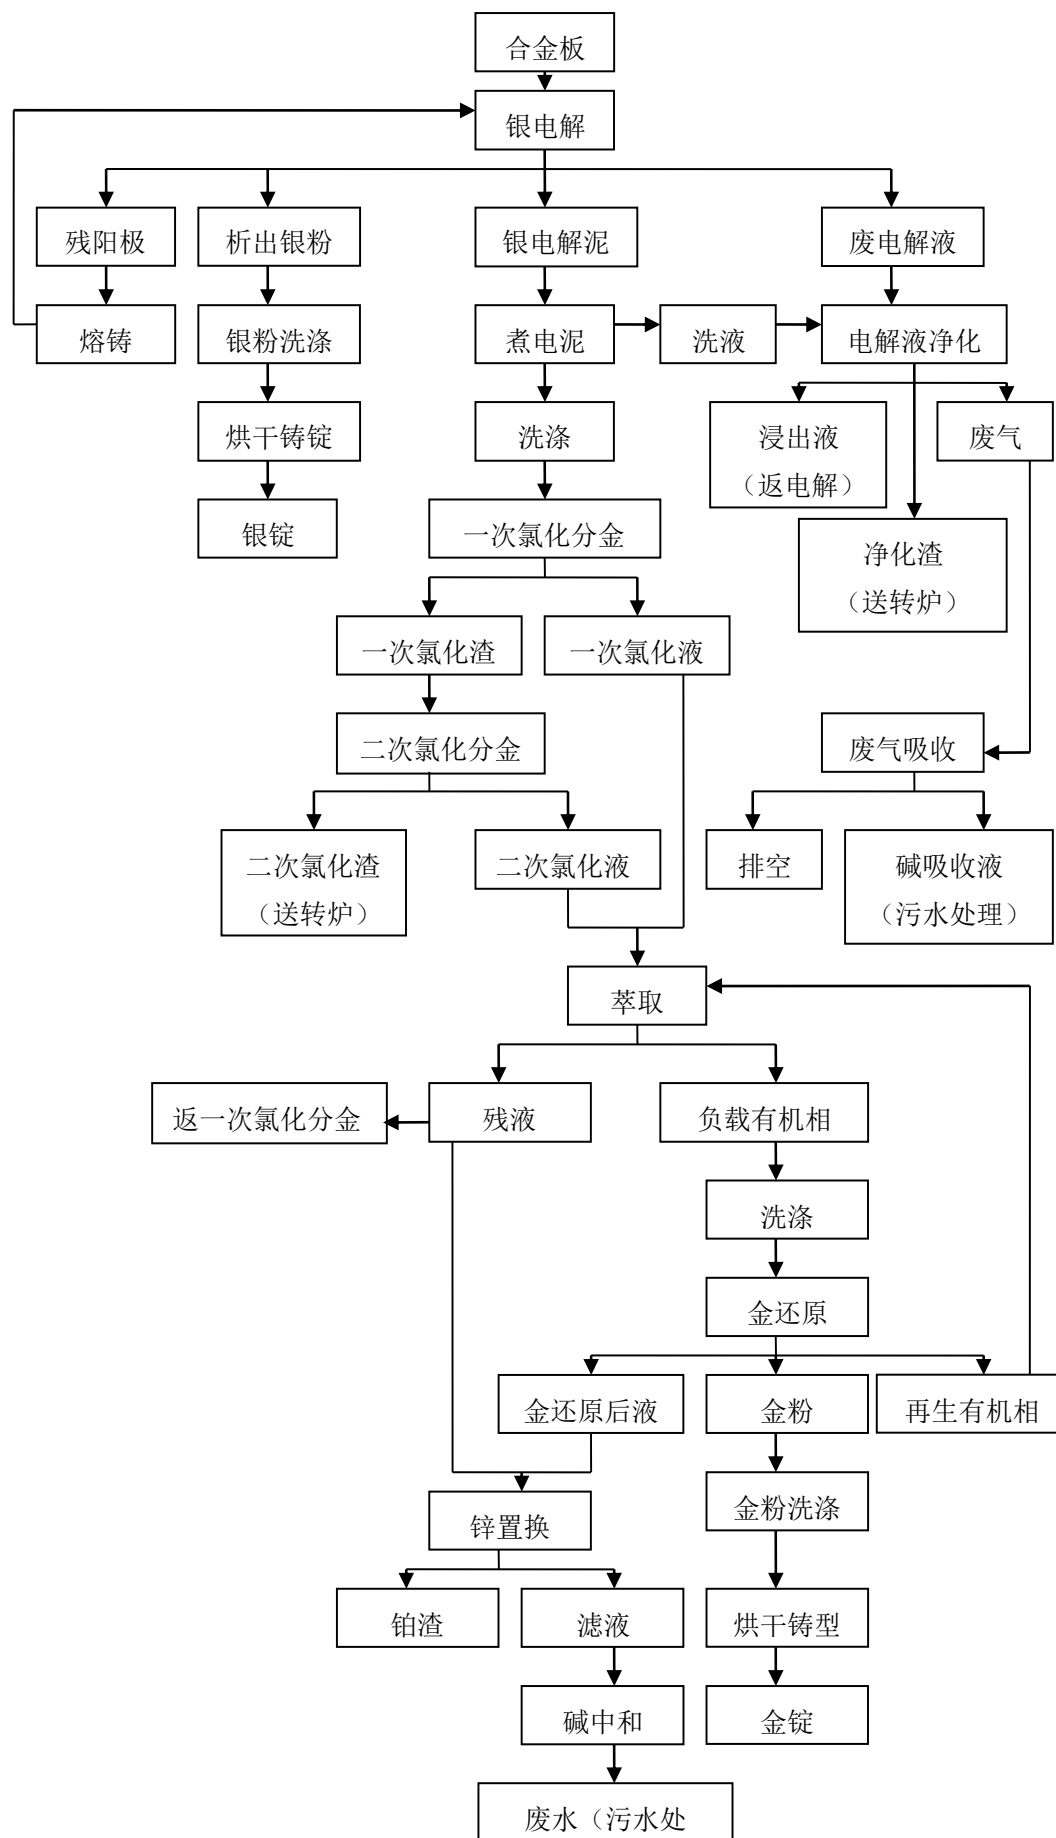 合金板
银电解
残阳极
析出银粉
银电解泥
废电解液
熔铸
银粉洗涤
煮电泥
洗液
电解液净化
烘干铸锭
洗涤
浸出液
（返电解）
废气
银锭
一次氯化分金
净化渣
（送转炉）
一次氯化渣
一次氯化液
二次氯化分金
废气吸收
二次氯化渣
（送转炉）
二次氯化液
排空
碱吸收液
（污水处理）
萃取
返一次氯化分金
残液
负载有机相
洗涤
金还原
金还原后液
金粉
再生有机相
锌置换
金粉洗涤
铂渣
滤液
烘干铸型
碱中和
金锭
废水（污水处